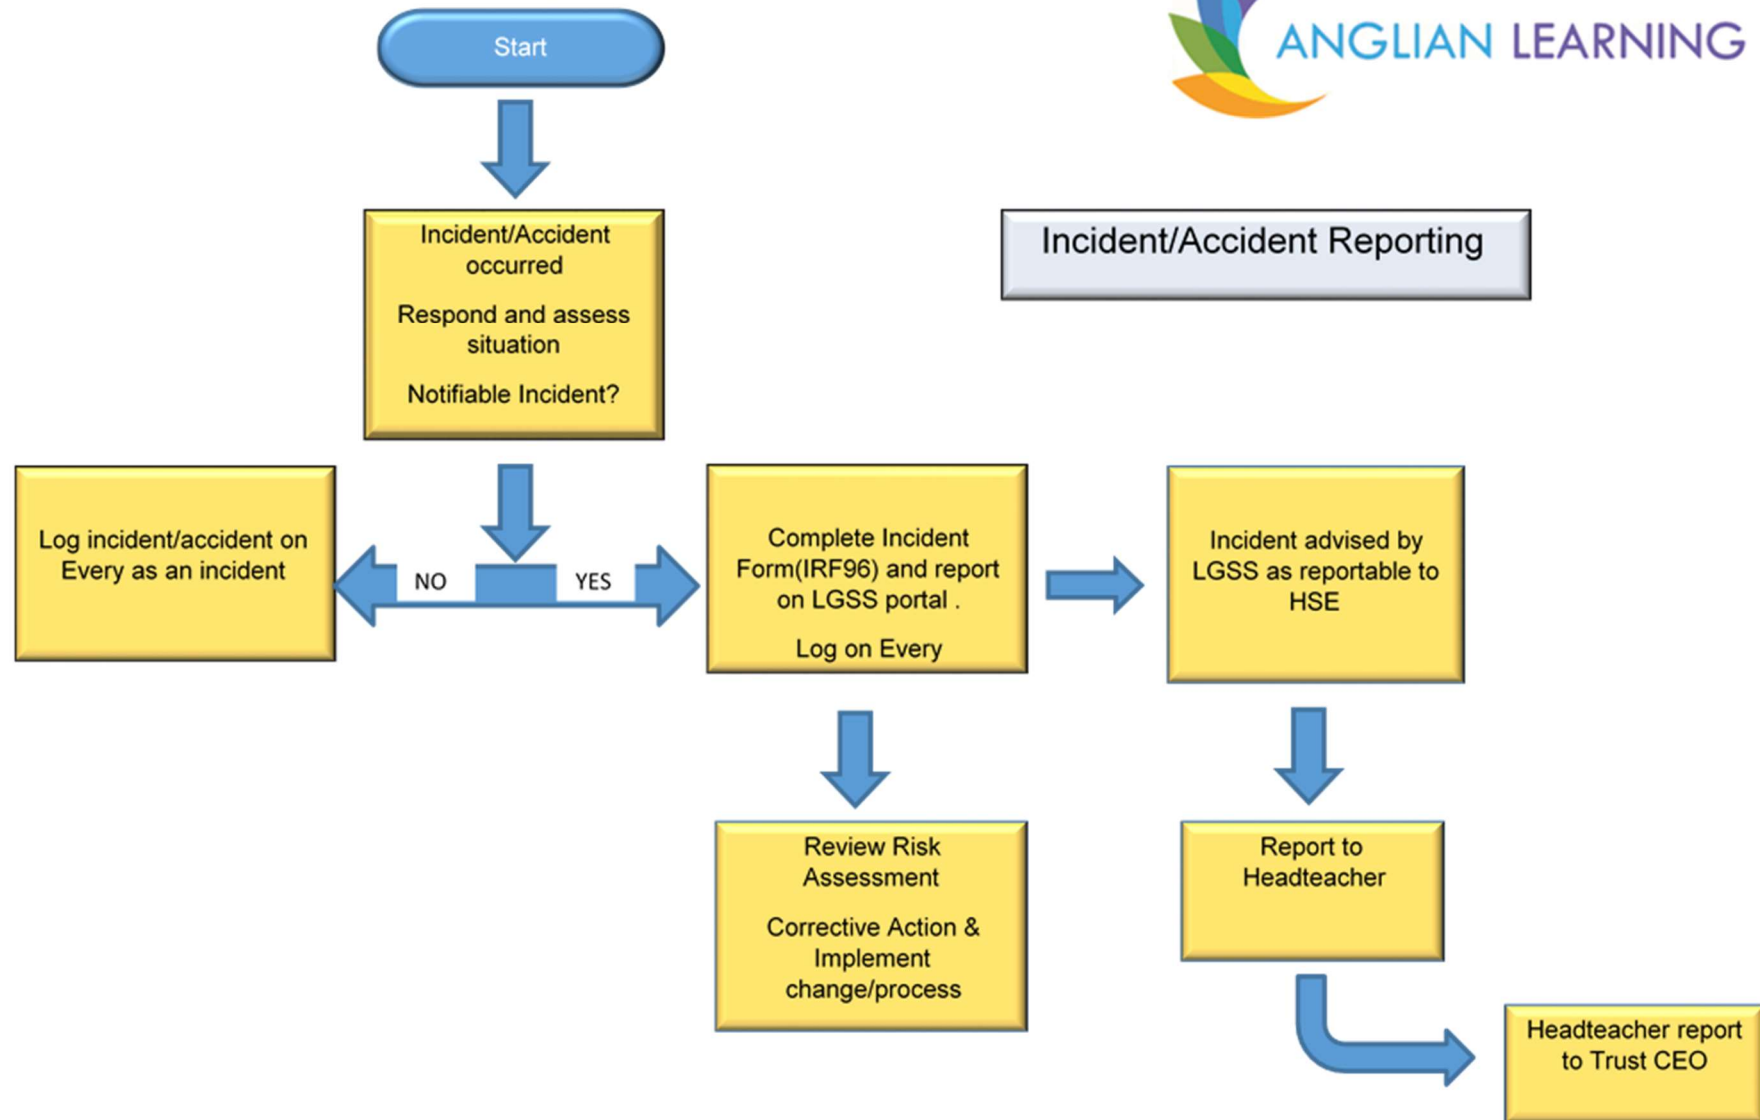 Start
ANGLIAN LEARNING
Incident/Accident
occurred
Respond and assess
situation
Notifiable Incident?
Incident/Accident Reporting
Log incident/accident on
Every as an incident
NO
YES
Complete Incident
Form(IRF96) and report
on LGSS portal .
Log on Every
Incident advised by
LGSS as reportable to
HSE
Review Risk
Assessment
Corrective Action &
Implement
change/process
Report to
Headteacher
Headteacher report
to Trust CEO